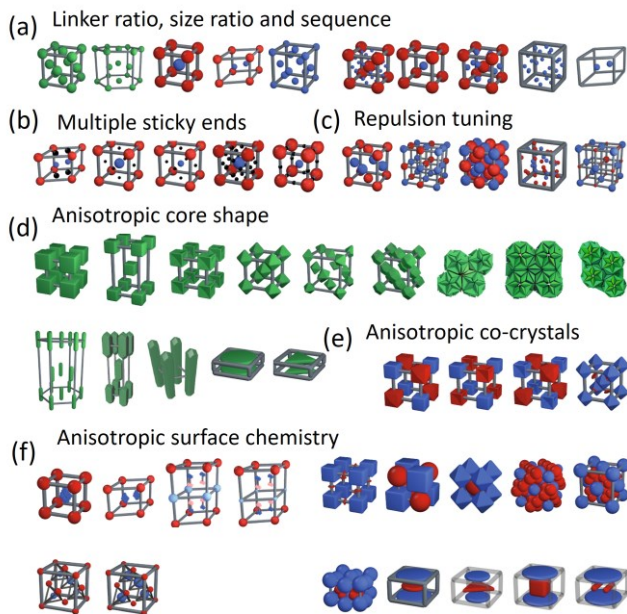 (a) Linker ratio, size ratio and sequence
(b) Multiple sticky ends
(c) Repulsion tuning
(d) Anisotropic core shape
(e) Anisotropic co-crystals
(f) Anisotropic surface chemistry